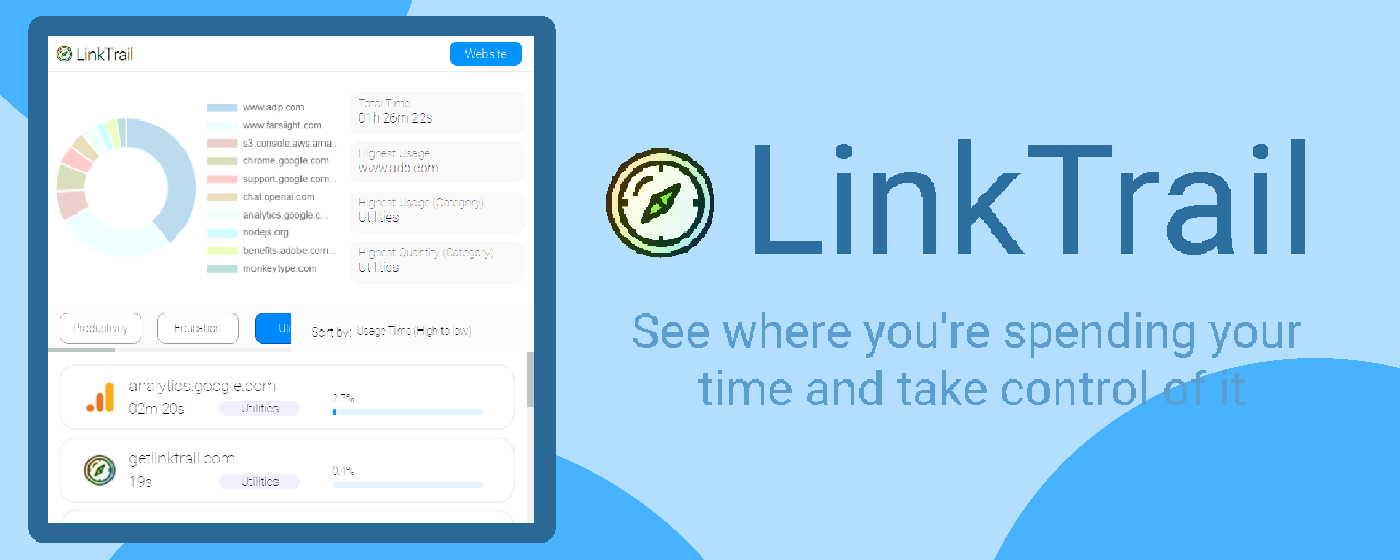 LinkTrail
Website
www.adp.com
www.farsight.com
s3.console.aws.ama...
chrome.google.com
support.google.com...
chat.openai.com
analytics.google.c...
nodejs.org
benefits.adobe.com...
monkeytype.com
Total Time
01h 26m 22s
Highest Usage
www.adp.com
Highest Usage (Category)
Utilities
Highest Quantity (Category)
Utilities
Productivity
Education
Uti
Sort by: Usage Time (High to low)
analytics.google.com
02m 20s
Utilities
2.7%
getlinktrail.com
19s
Utilities
0.4%
LinkTrail
See where you're spending your
time and take control of it